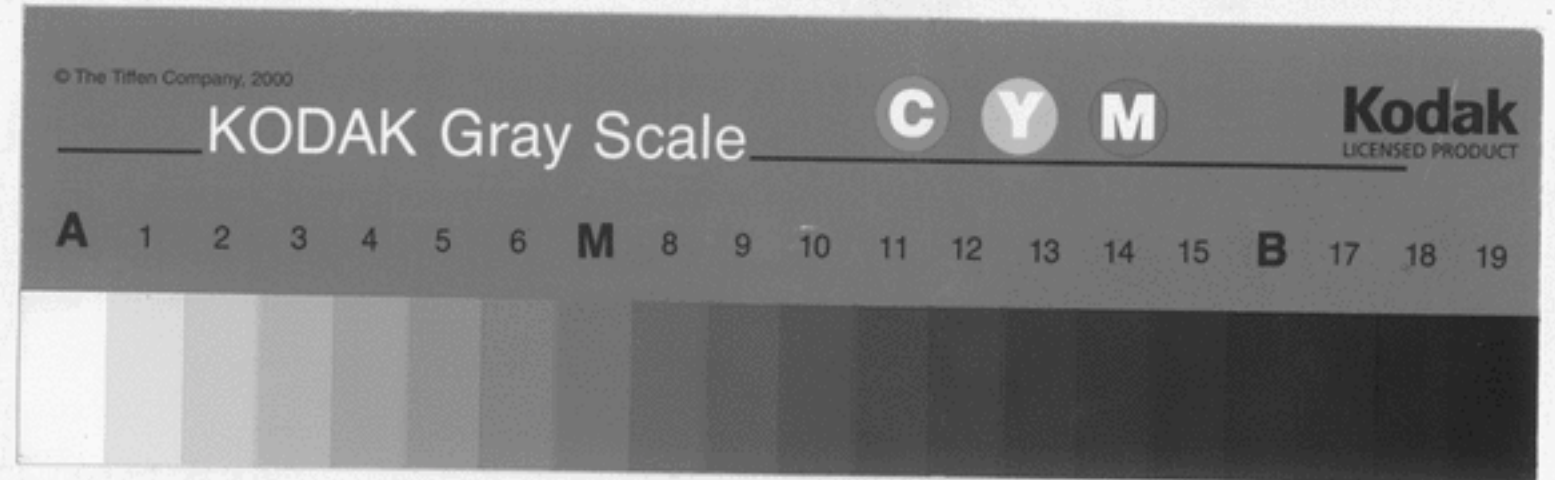 © The Tiffen Company, 2000
KODAK Gray Scale
C Y M
Kodak
LICENSED PRODUCT
A 1 2 3 4 5 6 M 8 9 10 11 12 13 14 15 B 17 18 19